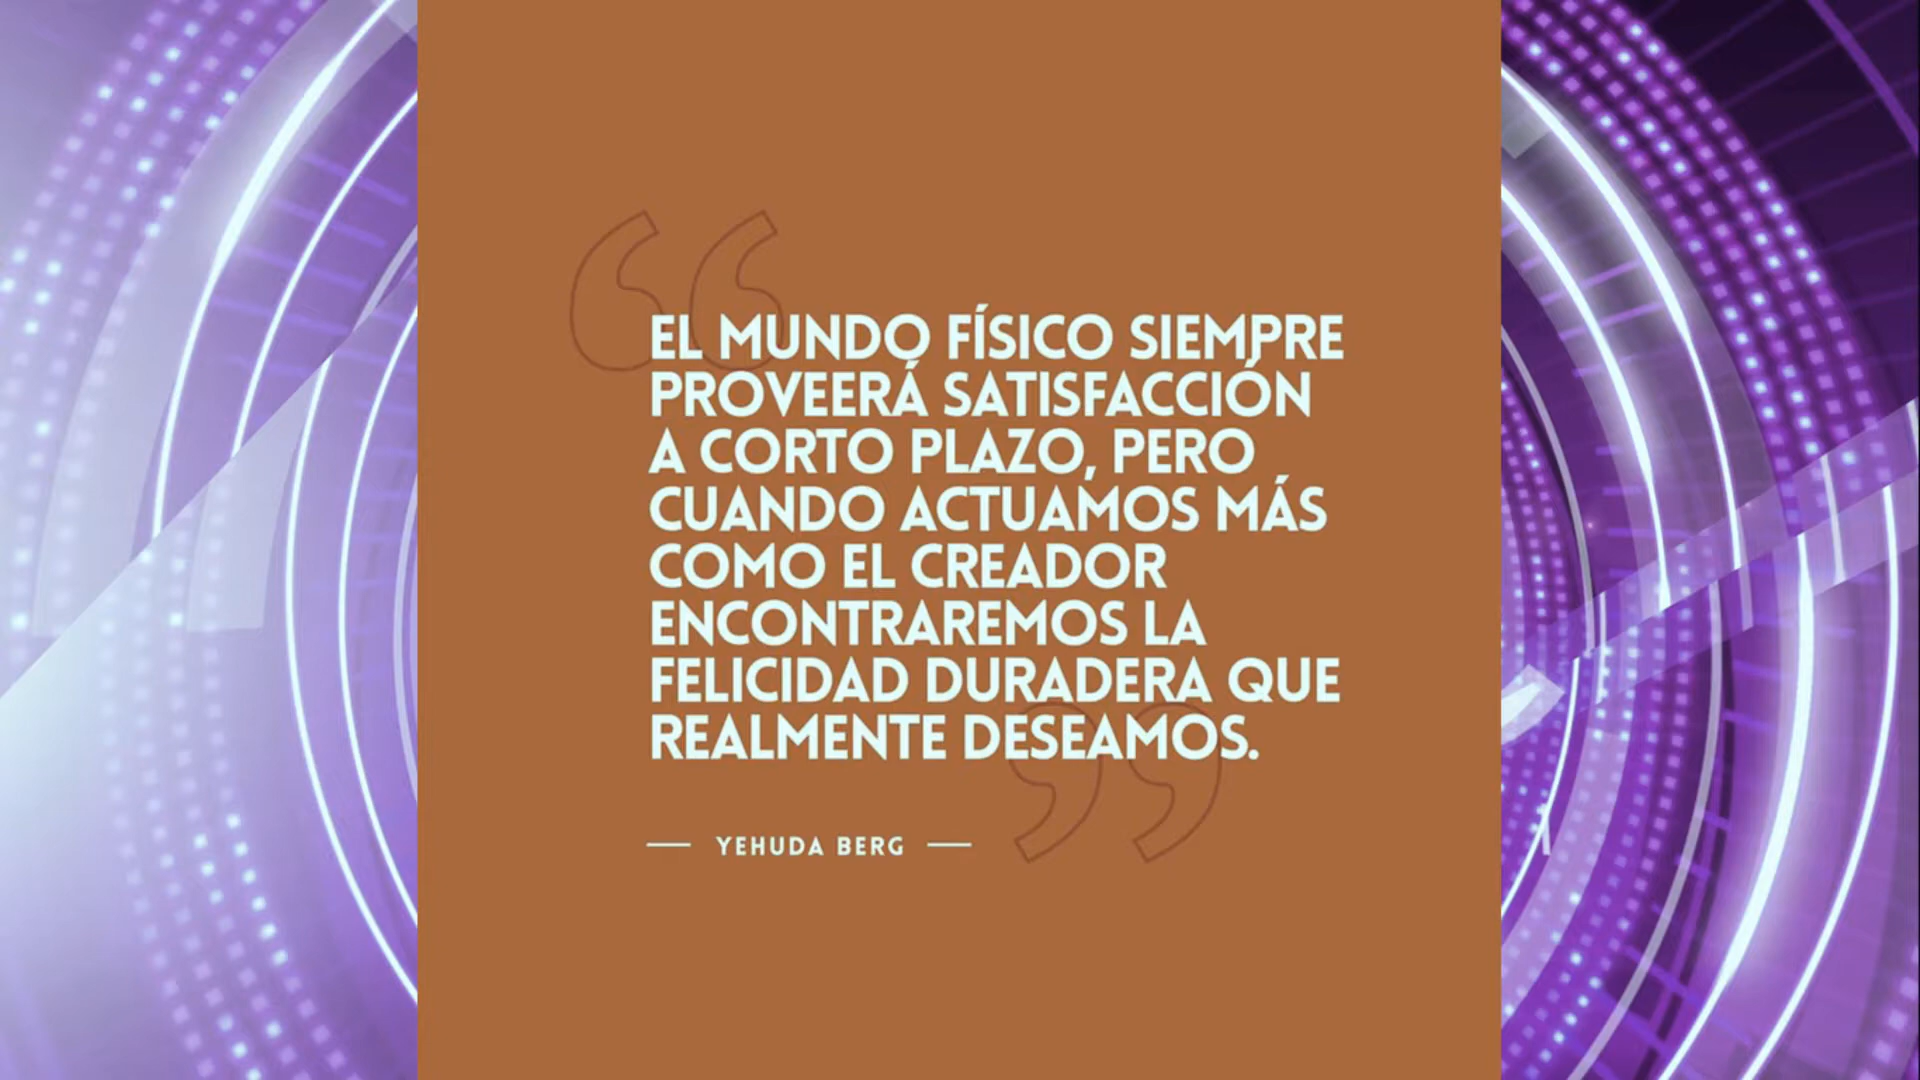 EL MUNDO FÍSICO SIEMPRE
PROVEERÁ SATISFACCIÓN
A CORTO PLAZO, PERO
CUANDO ACTUAMOS MÁS
COMO EL CREADOR
ENCONTRAREMOS LA
FELICIDAD DURADERA QUE
REALMENTE DESEAMOS.
— YEHUDA BERG —